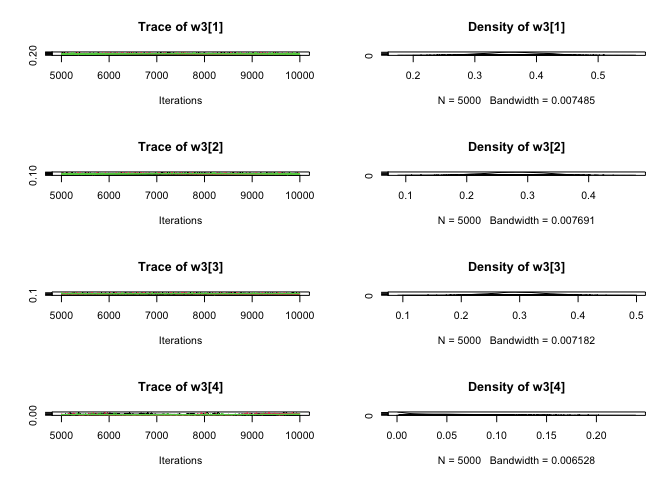 Trace of w3[1] Density of w3[1]
0.20 0
5000 6000 7000 8000 9000 10000 0.2 0.3 0.4 0.5
Iterations N = 5000 Bandwidth = 0.007485
Trace of w3[2] Density of w3[2]
0.10 0
5000 6000 7000 8000 9000 10000 0.1 0.2 0.3 0.4
Iterations N = 5000 Bandwidth = 0.007691
Trace of w3[3] Density of w3[3]
0.1 0
5000 6000 7000 8000 9000 10000 0.1 0.2 0.3 0.4 0.5
Iterations N = 5000 Bandwidth = 0.007182
Trace of w3[4] Density of w3[4]
0.00 0
5000 6000 7000 8000 9000 10000 0.00 0.05 0.10 0.15 0.20
Iterations N = 5000 Bandwidth = 0.006528